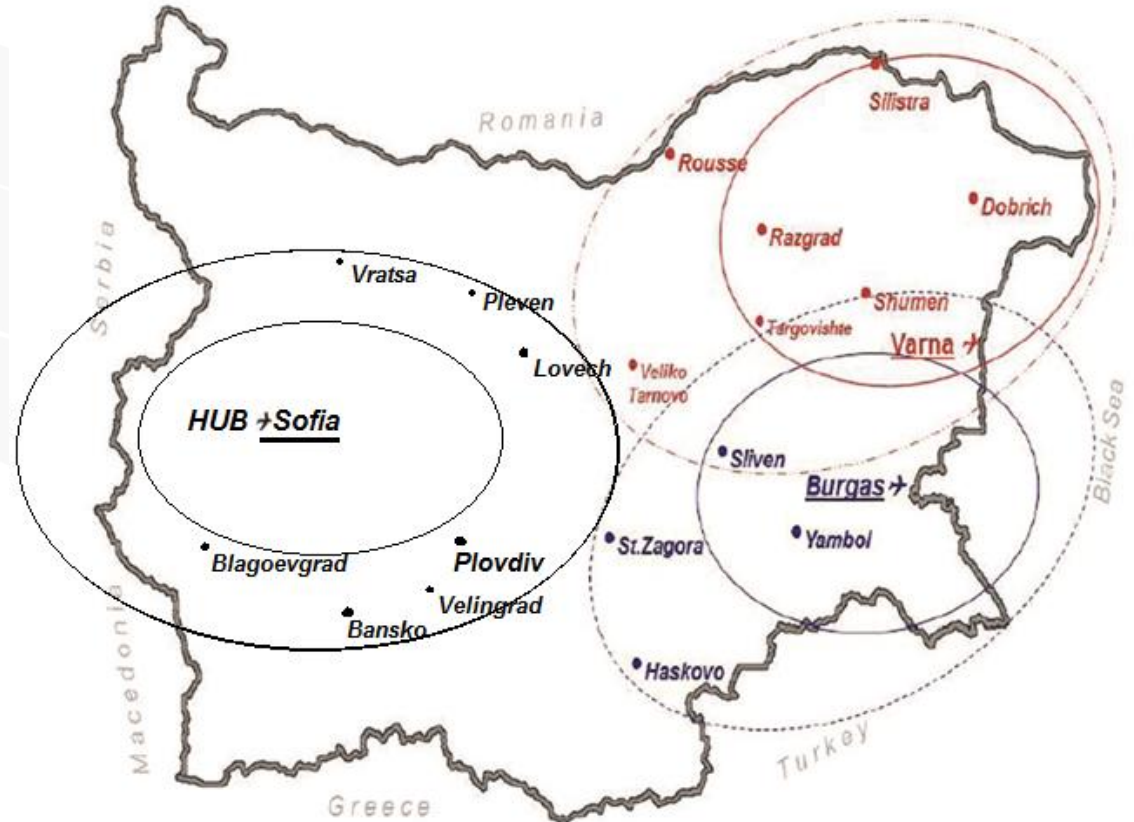 Romania
Silistra
Rousse
Dobrich
Serbia
Razgrad
Vratsa
Pleven
Shumen
Targovishte
Varna
Lovech
Veliko
Tarnovo
Black Sea
HUB Sofia
Sliven
Burgas
St.Zagora
Yambol
Blagoevgrad
Plovdiv
Velingrad
Bansko
Haskovo
Macedonia
Turkey
Greece